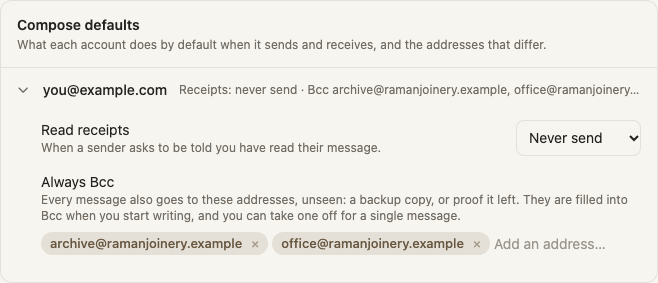 Compose defaults
What each account does by default when it sends and receives, and the addresses that differ.
you@example.com Receipts: never send · Bcc archive@ramanjoinery.example, office@ramanjoinery...
Read receipts
When a sender asks to be told you have read their message.
Never send
Always Bcc
Every message also goes to these addresses, unseen: a backup copy, or proof it left. They are filled into
Bcc when you start writing, and you can take one off for a single message.
archive@ramanjoinery.example × office@ramanjoinery.example × Add an address...